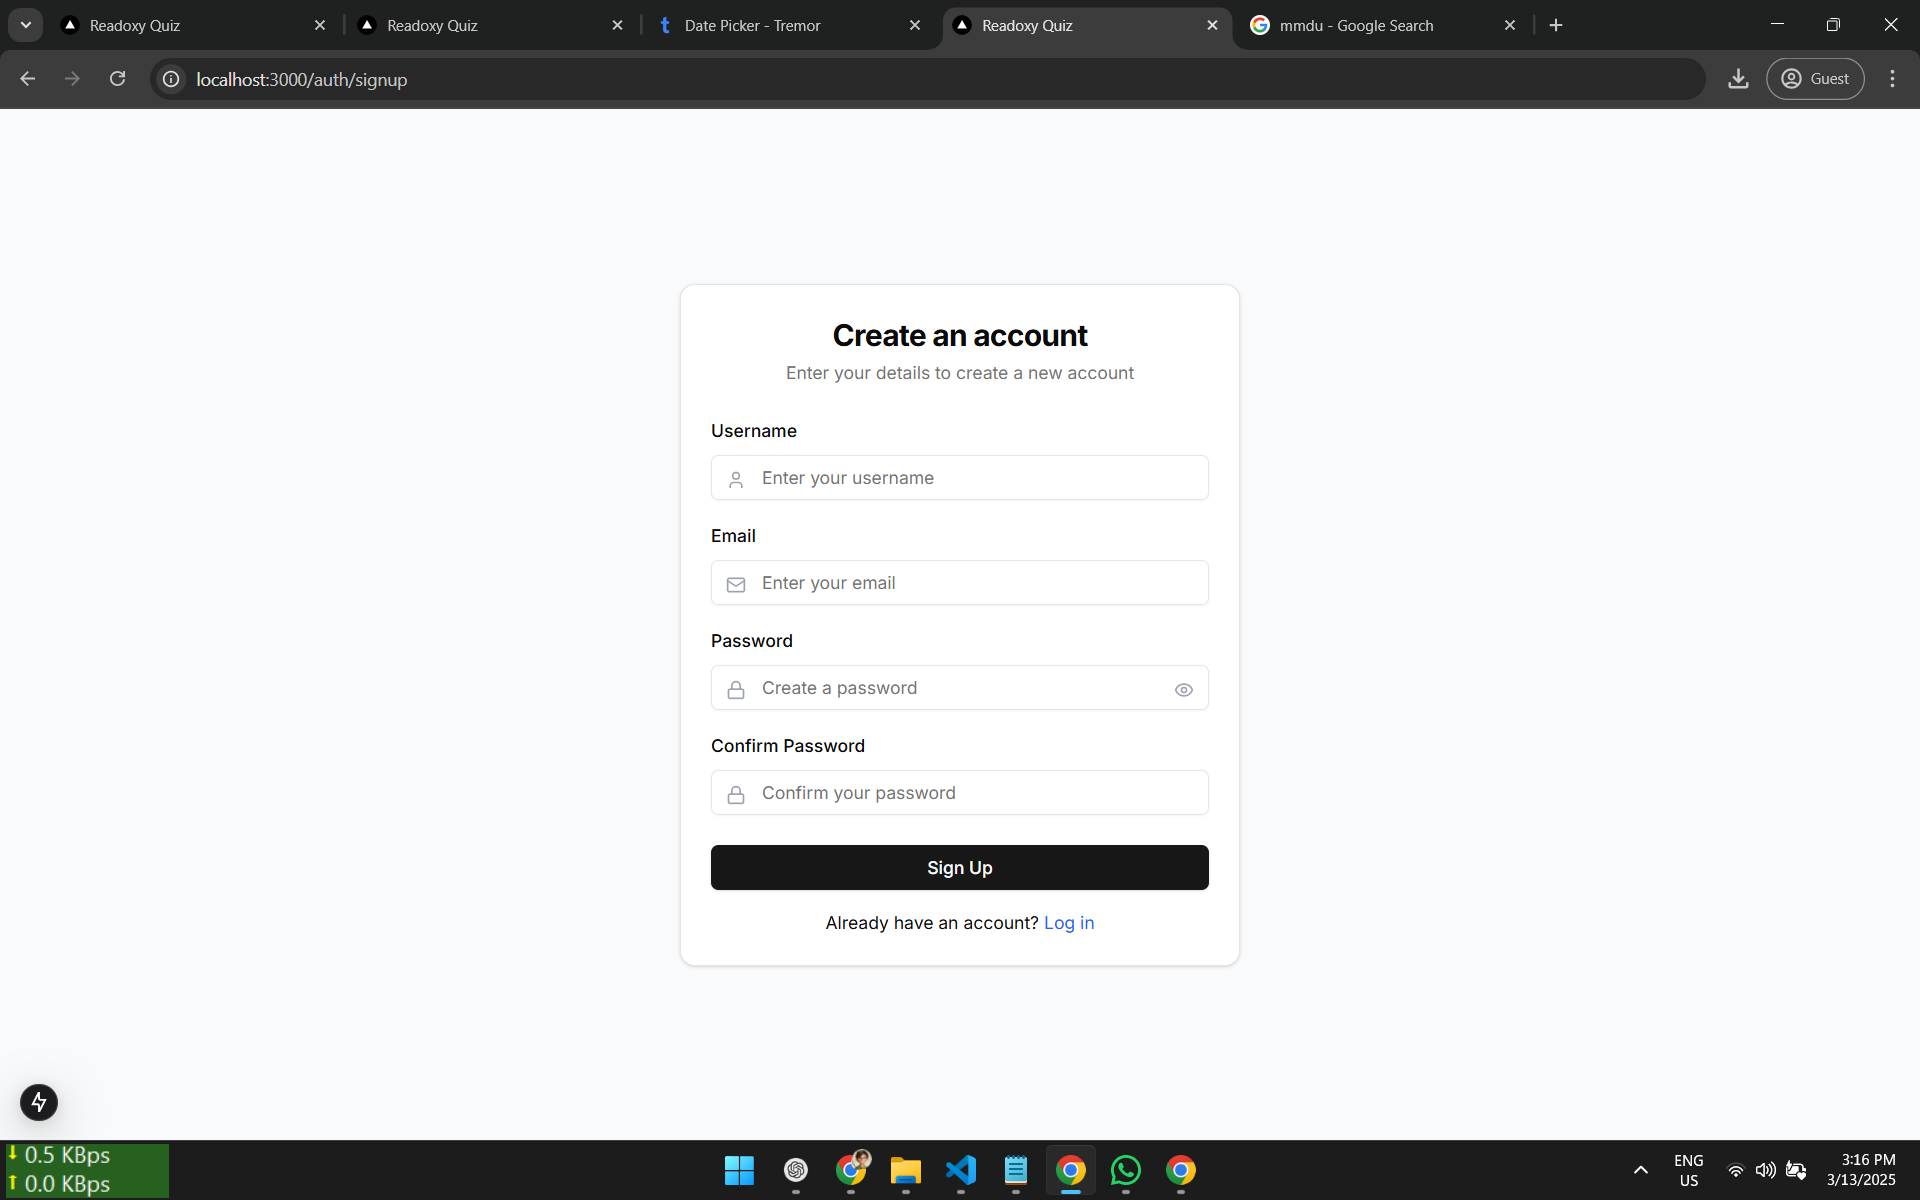 Readoxy Quiz
Readoxy Quiz
Date Picker - Tremor
Readoxy Quiz
mmdu - Google Search
localhost:3000/auth/signup
Guest
Create an account
Enter your details to create a new account
Username
Enter your username
Email
Enter your email
Password
Create a password
Confirm Password
Confirm your password
Sign Up
Already have an account? Log in
0.5 KBps
0.0 KBps
ENG
US
3:16 PM
3/13/2025